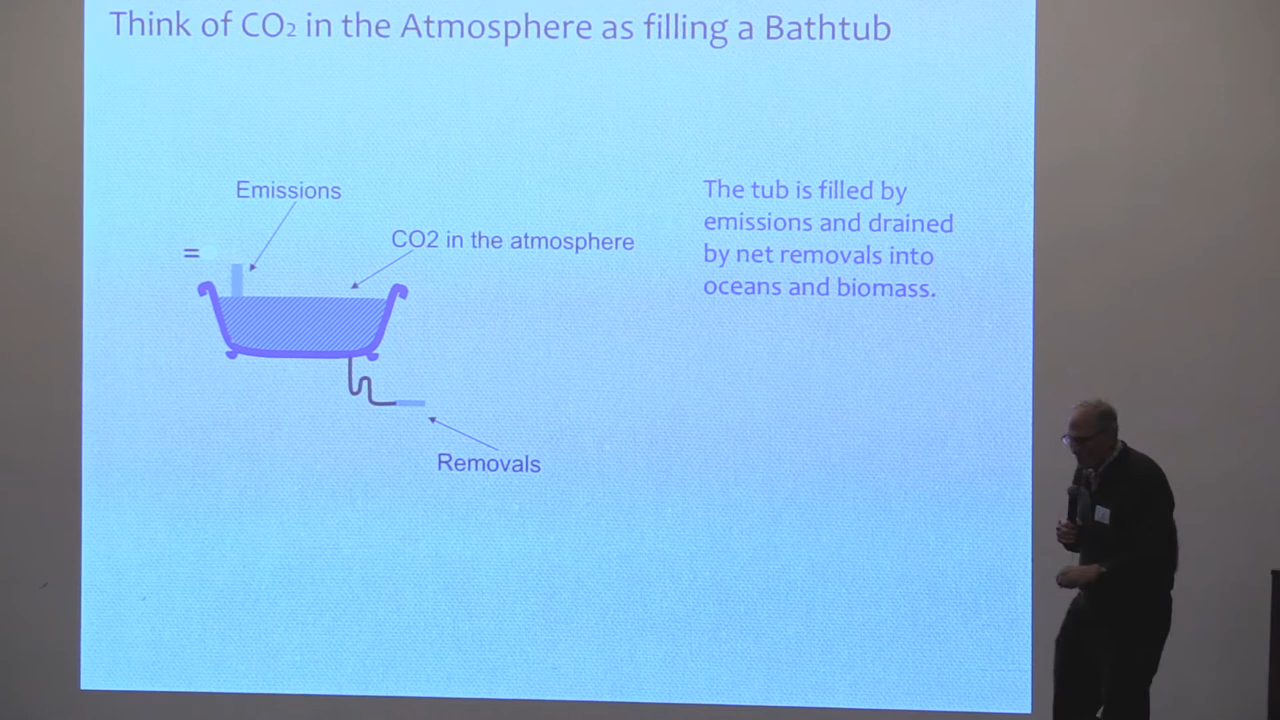 Think of CO₂ in the Atmosphere as filling a Bathtub
Emissions
CO2 in the atmosphere
=
Removals
The tub is filled by
emissions and drained
by net removals into
oceans and biomass.